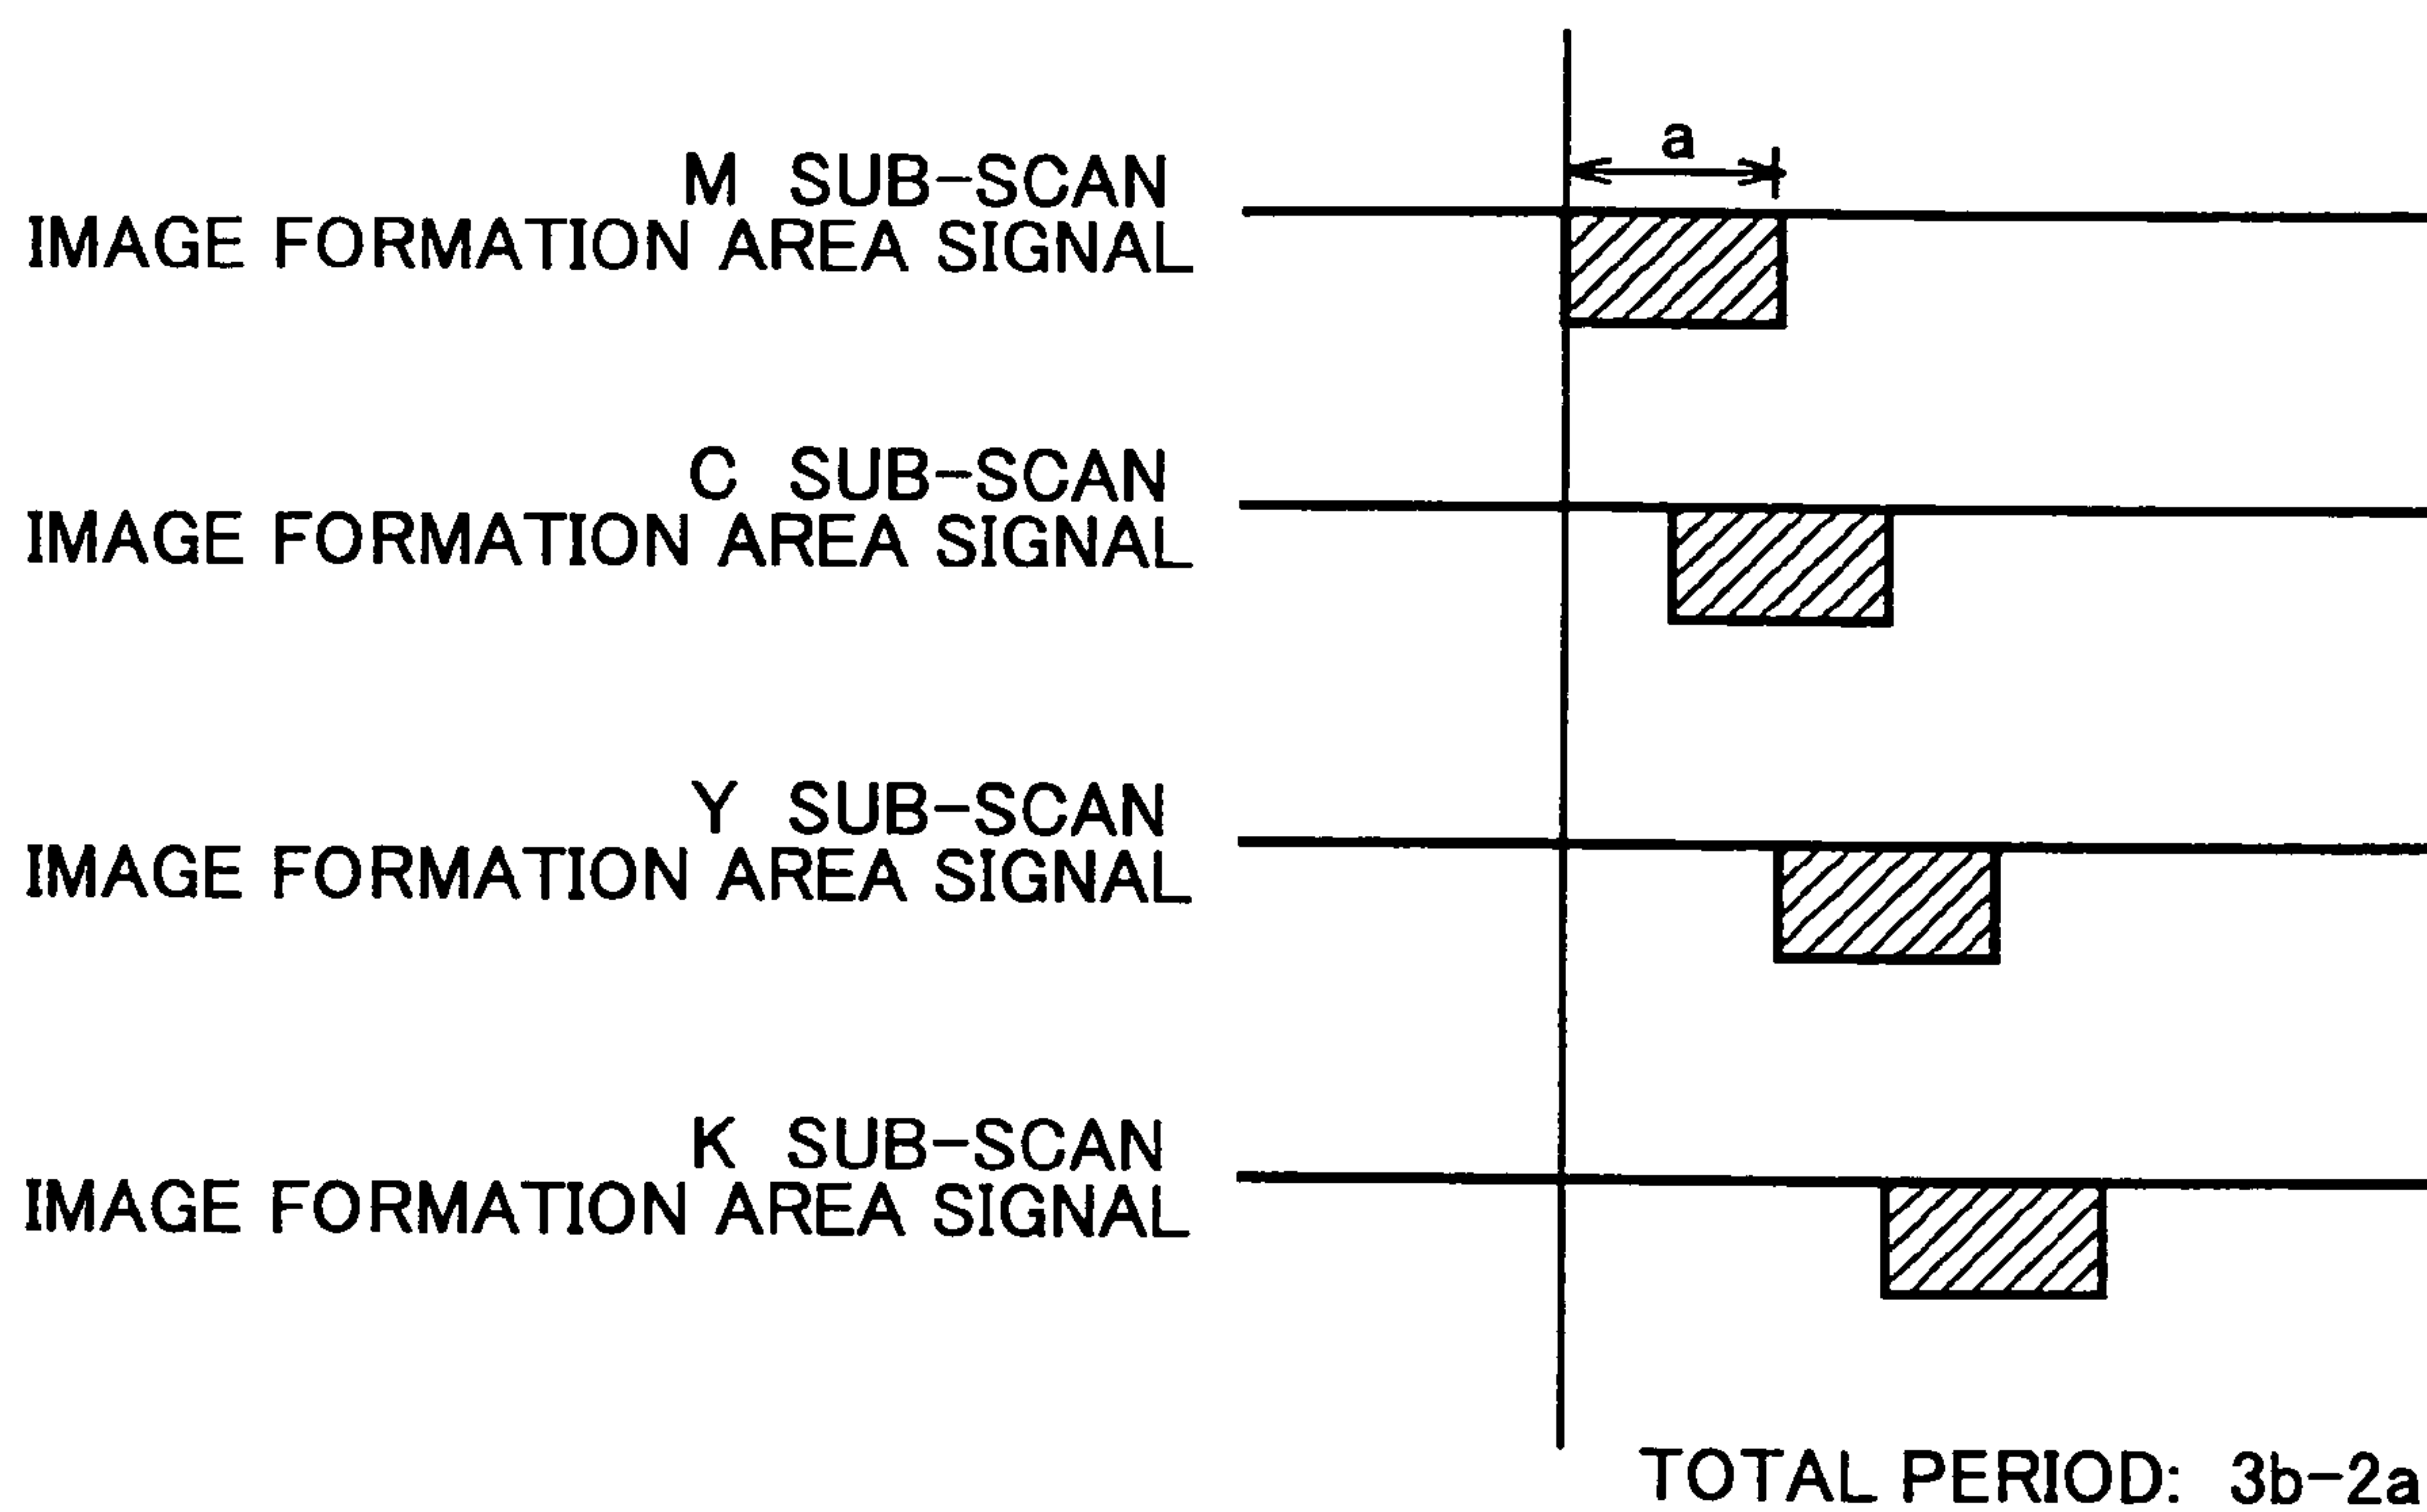 a
M SUB-SCAN
IMAGE FORMATION AREA SIGNAL
C SUB-SCAN
IMAGE FORMATION AREA SIGNAL
Y SUB-SCAN
IMAGE FORMATION AREA SIGNAL
K SUB-SCAN
IMAGE FORMATION AREA SIGNAL
TOTAL PERIOD: 3b-2a